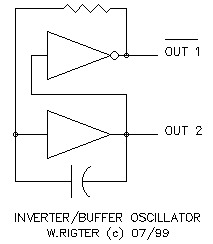 OUT 1
OUT 2
INVERTER/BUFFER OSCILLATOR
W.RIGTER (c) 07/99